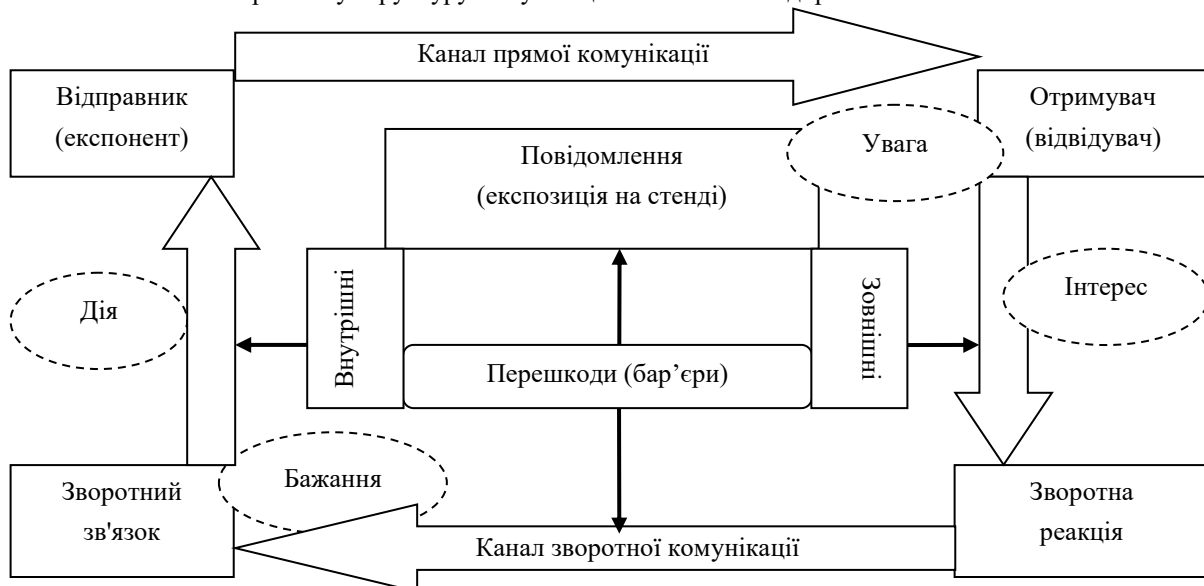 Канал прямої комунікації
Відправник
(експонент)
Отримувач
(відвідувач)
Увага
Повідомлення
(експозиція на стенді)
Дія
Внутрішні
Зовнішні
Інтерес
Перешкоди (бар’єри)
Бажання
Зворотний
зв'язок
Зворотна
реакція
Канал зворотної комунікації